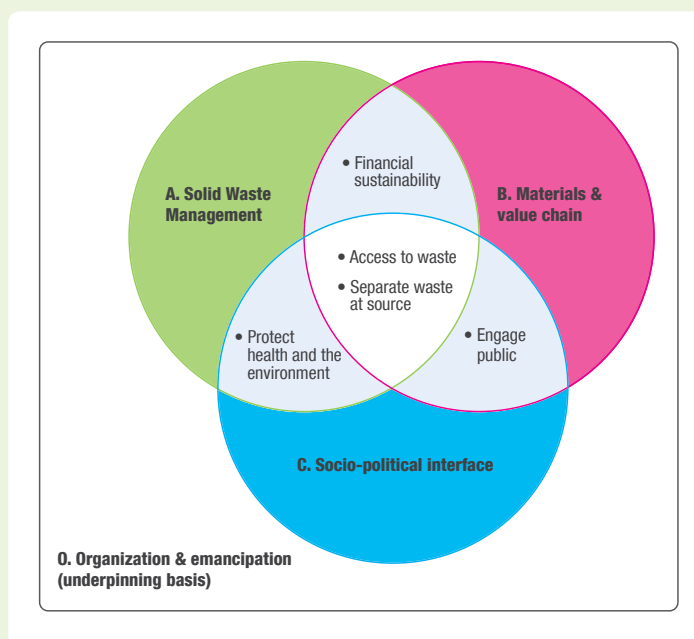 • Financial
sustainability
A. Solid Waste
Management
B. Materials &
value chain
• Access to waste
• Separate waste
at source
• Protect
health and the
environment
• Engage
public
C. Socio-political interface
O. Organization & emancipation
(underpinning basis)